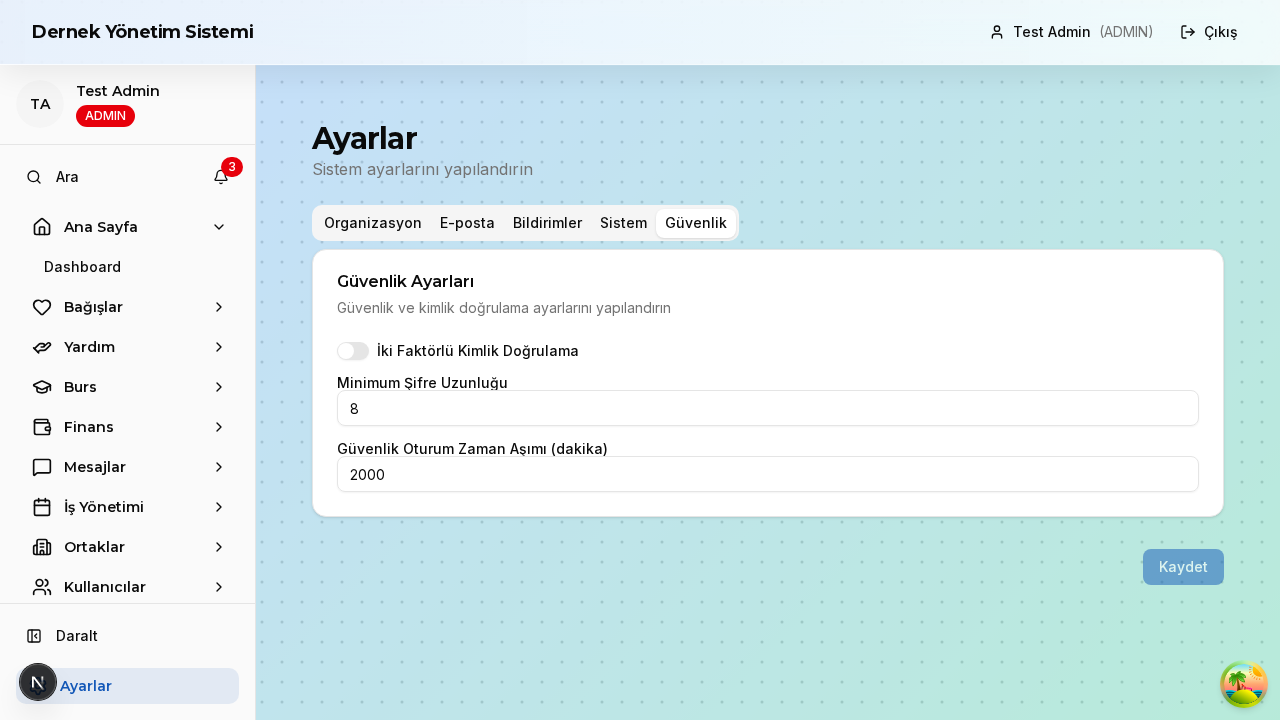 Dernek Yönetim Sistemi
Test Admin (ADMIN)
Çıkış
TA
Test Admin
ADMIN
Ara
3
Ana Sayfa
Dashboard
Bağışlar
Yardım
Burs
Finans
Mesajlar
İş Yönetimi
Ortaklar
Kullanıcılar
Daralt
N
Ayarlar
Ayarlar
Sistem ayarlarını yapılandırın
Organizasyon E-posta Bildirimler Sistem Güvenlik
Güvenlik Ayarları
Güvenlik ve kimlik doğrulama ayarlarını yapılandırın
İki Faktörlü Kimlik Doğrulama
Minimum Şifre Uzunluğu
8
Güvenlik Oturum Zaman Aşımı (dakika)
2000
Kaydet